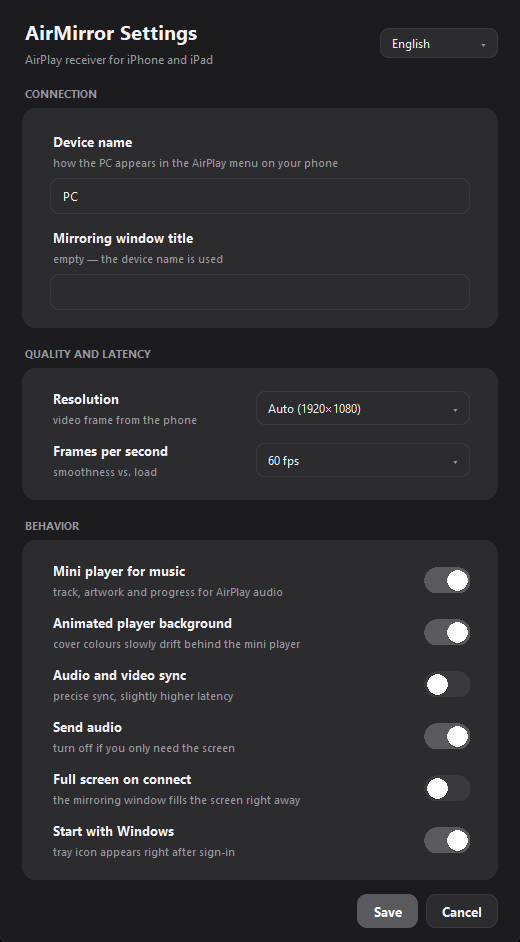 AirMirror Settings
AirPlay receiver for iPhone and iPad
English
CONNECTION
Device name
how the PC appears in the AirPlay menu on your phone
PC
Mirroring window title
empty — the device name is used
QUALITY AND LATENCY
Resolution
video frame from the phone
Auto (1920×1080)
Frames per second
smoothness vs. load
60 fps
BEHAVIOR
Mini player for music
track, artwork and progress for AirPlay audio
Animated player background
cover colours slowly drift behind the mini player
Audio and video sync
precise sync, slightly higher latency
Send audio
turn off if you only need the screen
Full screen on connect
the mirroring window fills the screen right away
Start with Windows
tray icon appears right after sign-in
Save
Cancel